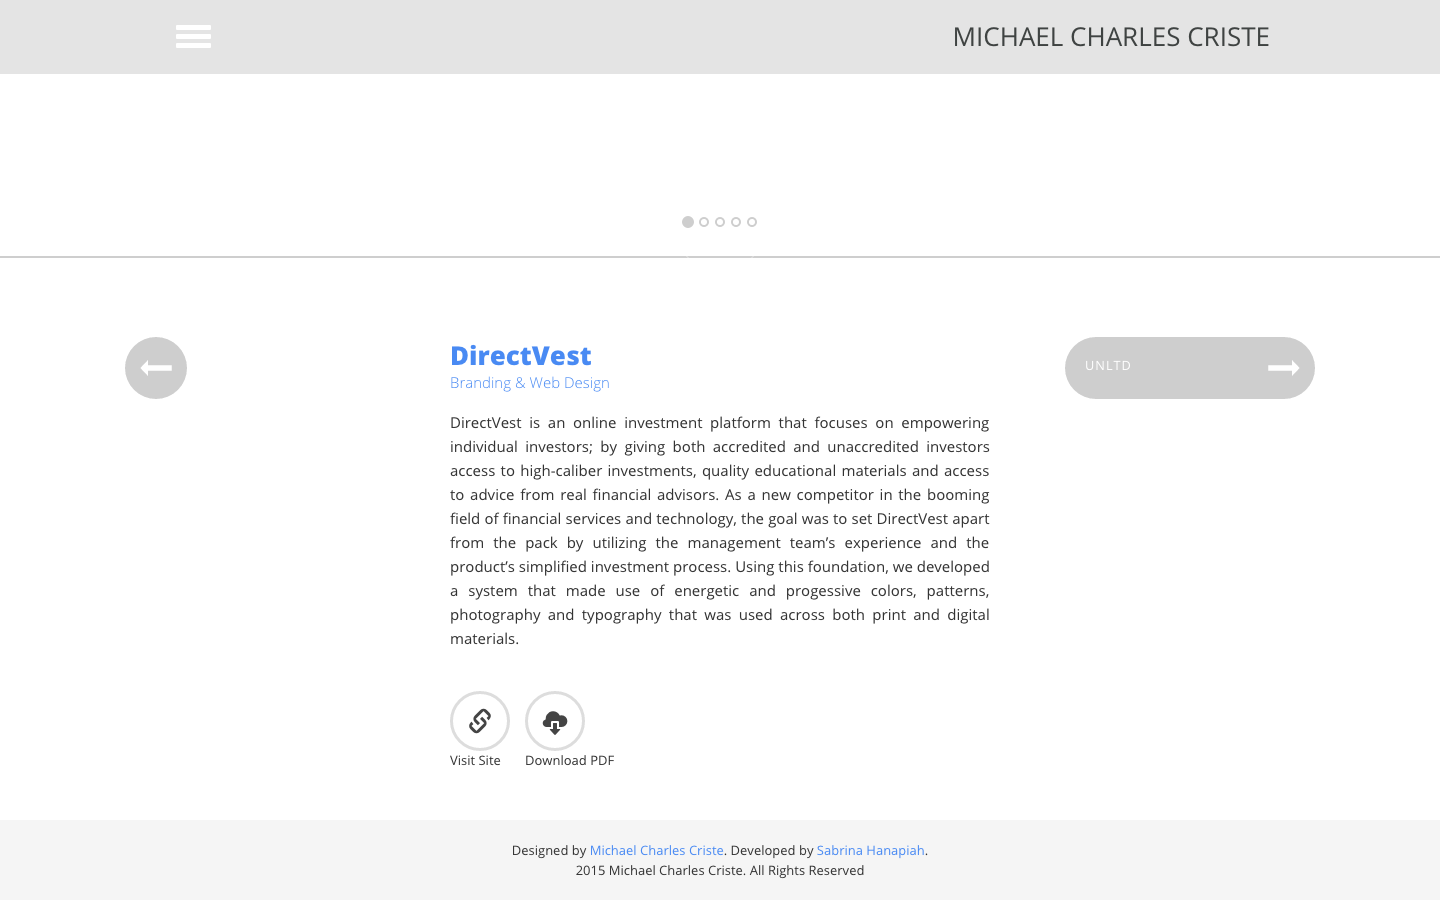 MICHAEL CHARLES CRISTE
DirectVest
Branding & Web Design
UNLTD
DirectVest is an online investment platform that focuses on empowering
individual investors; by giving both accredited and unaccredited investors
access to high-caliber investments, quality educational materials and access
to advice from real financial advisors. As a new competitor in the booming
field of financial services and technology, the goal was to set DirectVest apart
from the pack by utilizing the management team’s experience and the
product’s simplified investment process. Using this foundation, we developed
a system that made use of energetic and progessive colors, patterns,
photography and typography that was used across both print and digital
materials.
Visit Site
Download PDF
Designed by Michael Charles Criste. Developed by Sabrina Hanapiah.
2015 Michael Charles Criste. All Rights Reserved